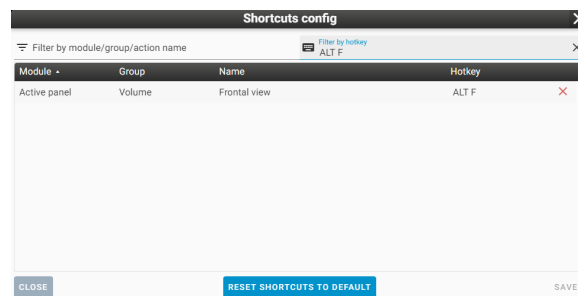 Shortcuts config
Filter by module/group/action name
Filter by hotkey
ALT F
Module Group Name Hotkey
Active panel Volume Frontal view ALT F
CLOSE RESET SHORTCUTS TO DEFAULT SAVE